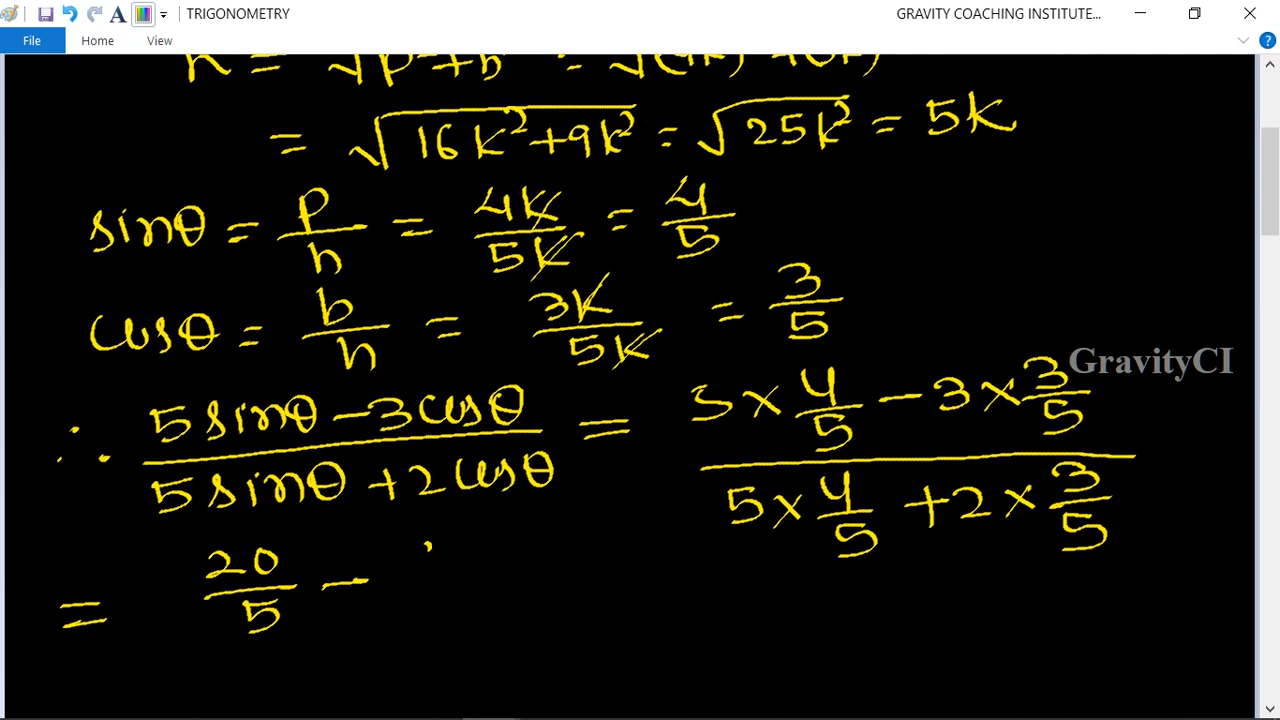 TRIGONOMETRY GRAVITY COACHING INSTITUTE...
File Home View
= √(16k²+9k²) = √(25k²) = 5k
sinθ = p/h = 4k/5k = 4/5
cosθ = b/h = 3k/5k = 3/5
GravityCI
∴ (5sinθ − 3cosθ)/(5sinθ + 2cosθ) = (5 × 4/5 − 3 × 3/5)/(5 × 4/5 + 2 × 3/5)
= 20/5 −